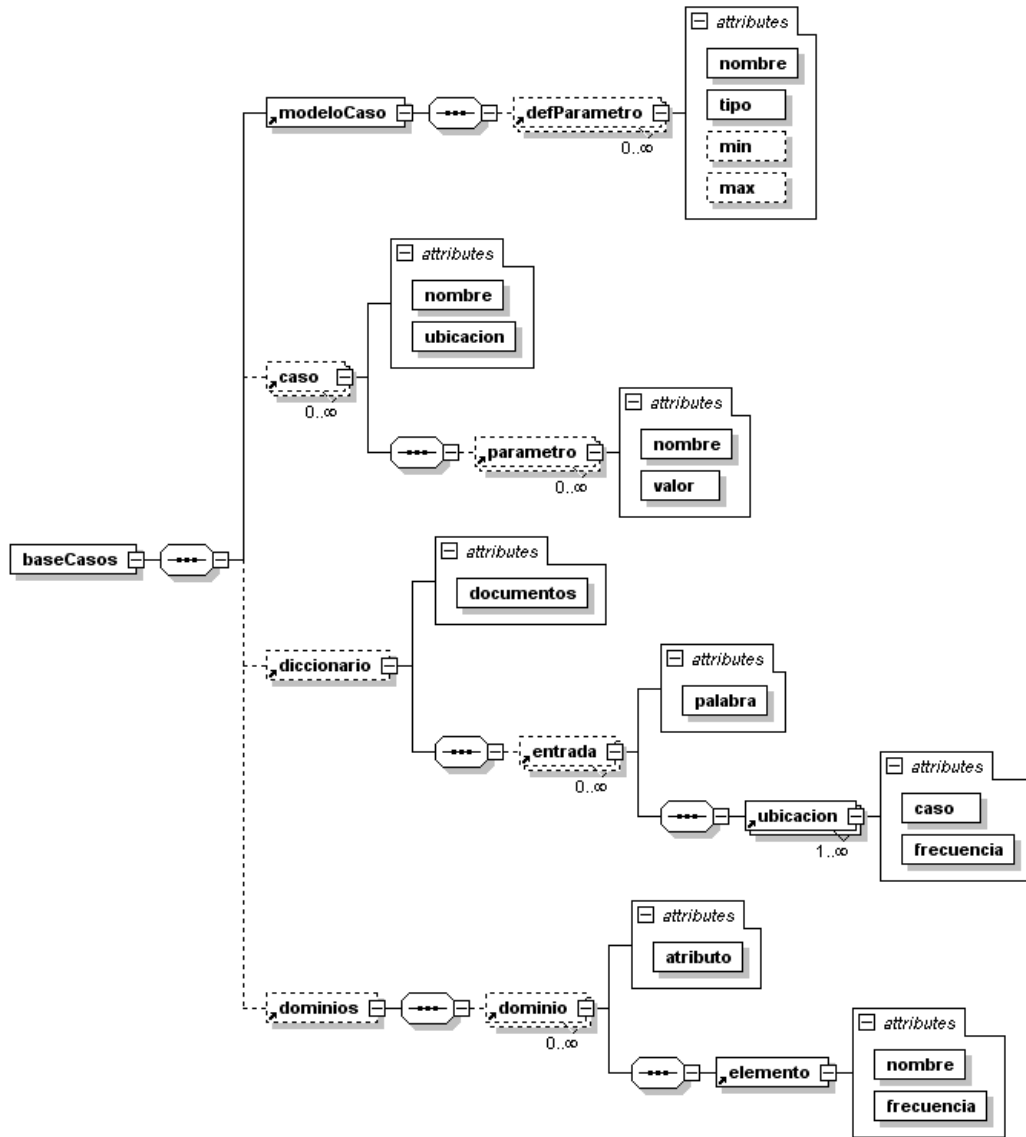 attributes
nombre
tipo
min
max
modeloCaso
defParametro
0..∞
attributes
nombre
ubicacion
caso
0..∞
attributes
nombre
valor
parametro
0..∞
baseCasos
attributes
documentos
diccionario
attributes
palabra
entrada
0..∞
attributes
caso
frecuencia
ubicacion
1..∞
attributes
atributo
dominios
dominio
0..∞
attributes
nombre
frecuencia
elemento